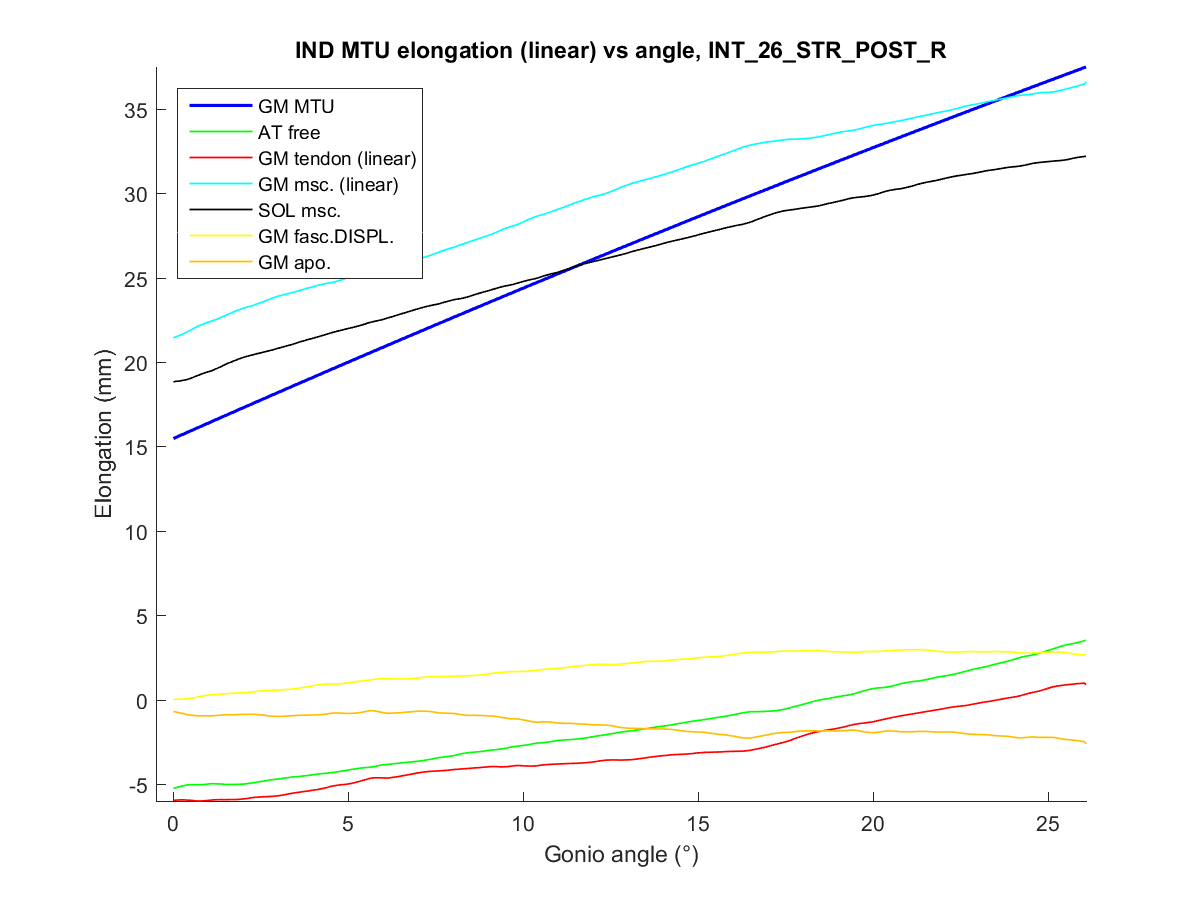 IND MTU elongation (linear) vs angle, INT_26_STR_POST_R
GM MTU
AT free
GM tendon (linear)
GM msc. (linear)
SOL msc.
GM fasc.DISPL.
GM apo.
Elongation (mm)
35
30
25
20
15
10
5
0
-5
0 5 10 15 20 25
Gonio angle (°)